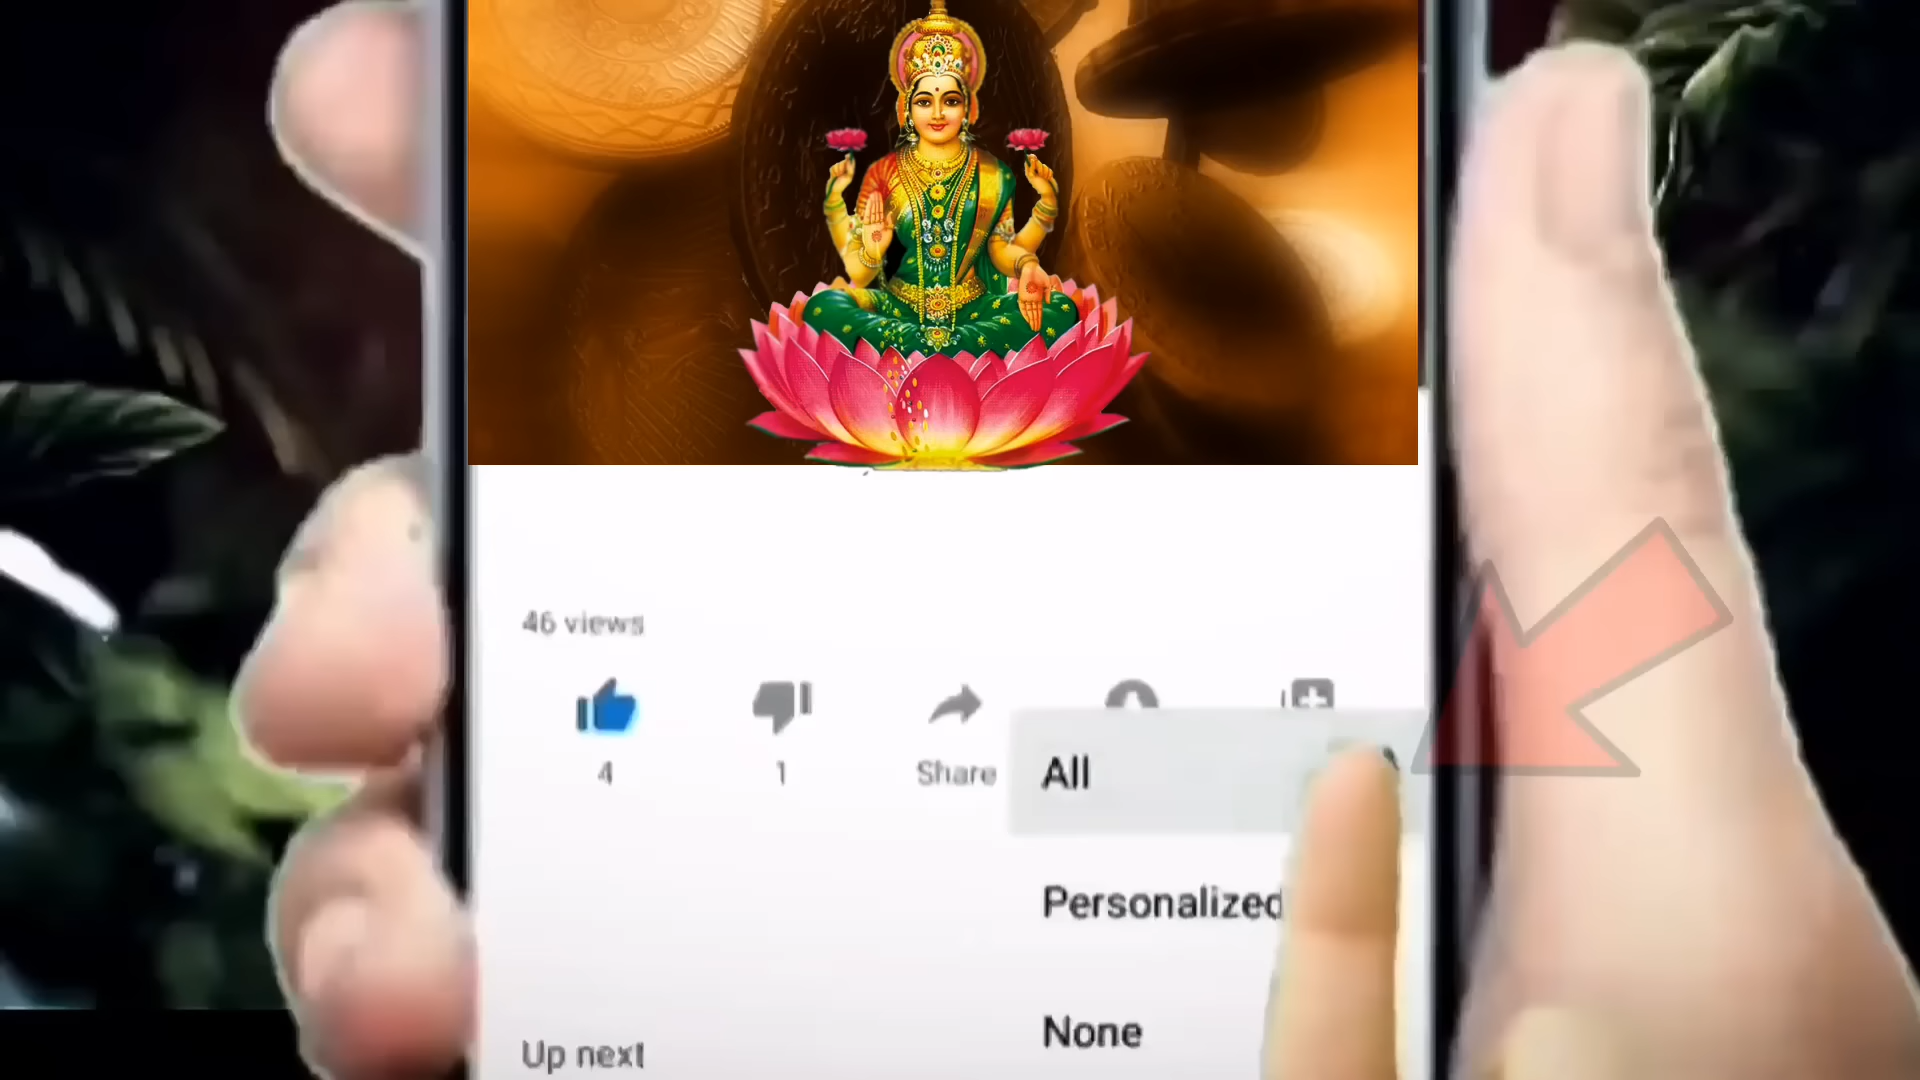 46 views
4 1 Share
All
Personalized
None
Up next